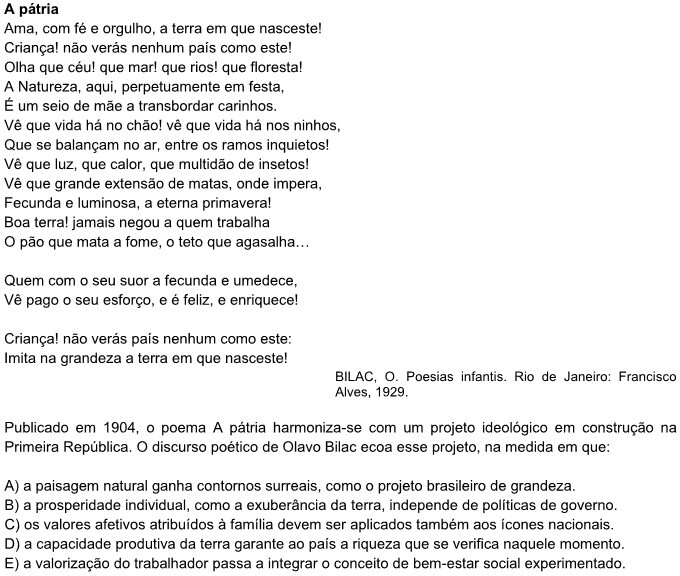 A pátria
Ama, com fé e orgulho, a terra em que nasceste!
Criança! não verás nenhum país como este!
Olha que céu! que mar! que rios! que floresta!
A Natureza, aqui, perpetuamente em festa,
É um seio de mãe a transbordar carinhos.
Vê que vida há no chão! vê que vida há nos ninhos,
Que se balançam no ar, entre os ramos inquietos!
Vê que luz, que calor, que multidão de insetos!
Vê que grande extensão de matas, onde impera,
Fecunda e luminosa, a eterna primavera!
Boa terra! jamais negou a quem trabalha
O pão que mata a fome, o teto que agasalha…
Quem com o seu suor a fecunda e umedece,
Vê pago o seu esforço, e é feliz, e enriquece!
Criança! não verás país nenhum como este:
Imita na grandeza a terra em que nasceste!
BILAC, O. Poesias infantis. Rio de Janeiro: Francisco
Alves, 1929.
Publicado em 1904, o poema A pátria harmoniza-se com um projeto ideológico em construção na
Primeira República. O discurso poético de Olavo Bilac ecoa esse projeto, na medida em que:
A) a paisagem natural ganha contornos surreais, como o projeto brasileiro de grandeza.
B) a prosperidade individual, como a exuberância da terra, independe de políticas de governo.
C) os valores afetivos atribuídos à família devem ser aplicados também aos ícones nacionais.
D) a capacidade produtiva da terra garante ao país a riqueza que se verifica naquele momento.
E) a valorização do trabalhador passa a integrar o conceito de bem-estar social experimentado.